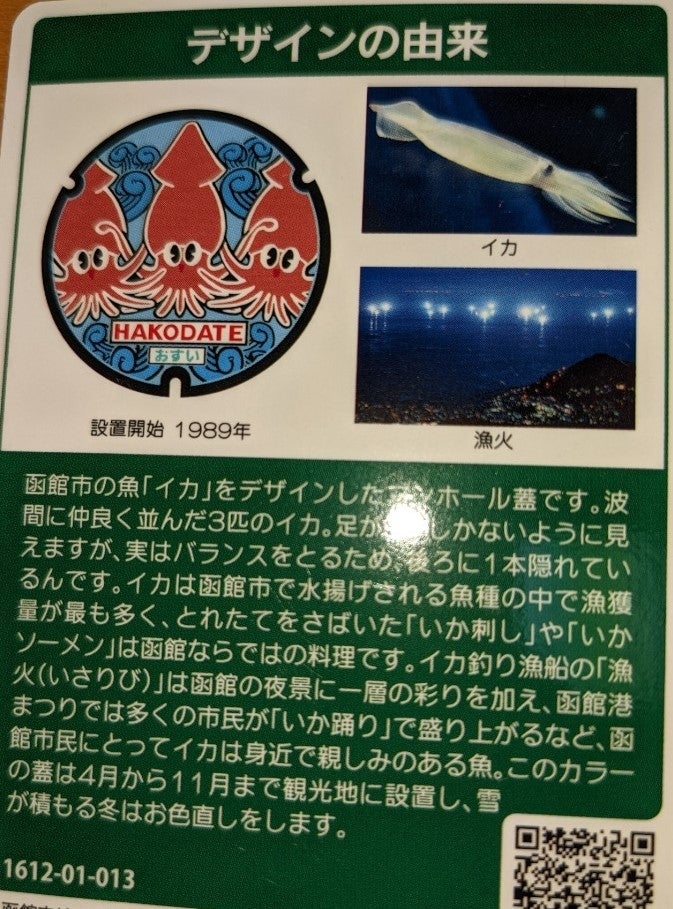 デザインの由来
HAKODATE
おすい
設置開始 1989年
イカ
漁火
函館市の魚「イカ」をデザインした ンホール蓋です。波
間に仲良く並んだ3匹のイカ。足が しかないように見
えますが、実はバランスをとるため、後ろに1本隠れてい
るんです。イカは函館市で水揚げされる魚種の中で漁獲
量が最も多く、とれたてをさばいた「いか刺し」や「いか
ソーメン」は函館ならではの料理です。イカ釣り漁船の「漁
火(いさりび)」は函館の夜景に一層の彩りを加え、函館港
まつりでは多くの市民が「いか踊り」で盛り上がるなど、函
館市民にとってイカは身近で親しみのある魚。このカラー
の蓋は4月から11月まで観光地に設置し、雪
が積もる冬はお色直しをします。
1612-01-013